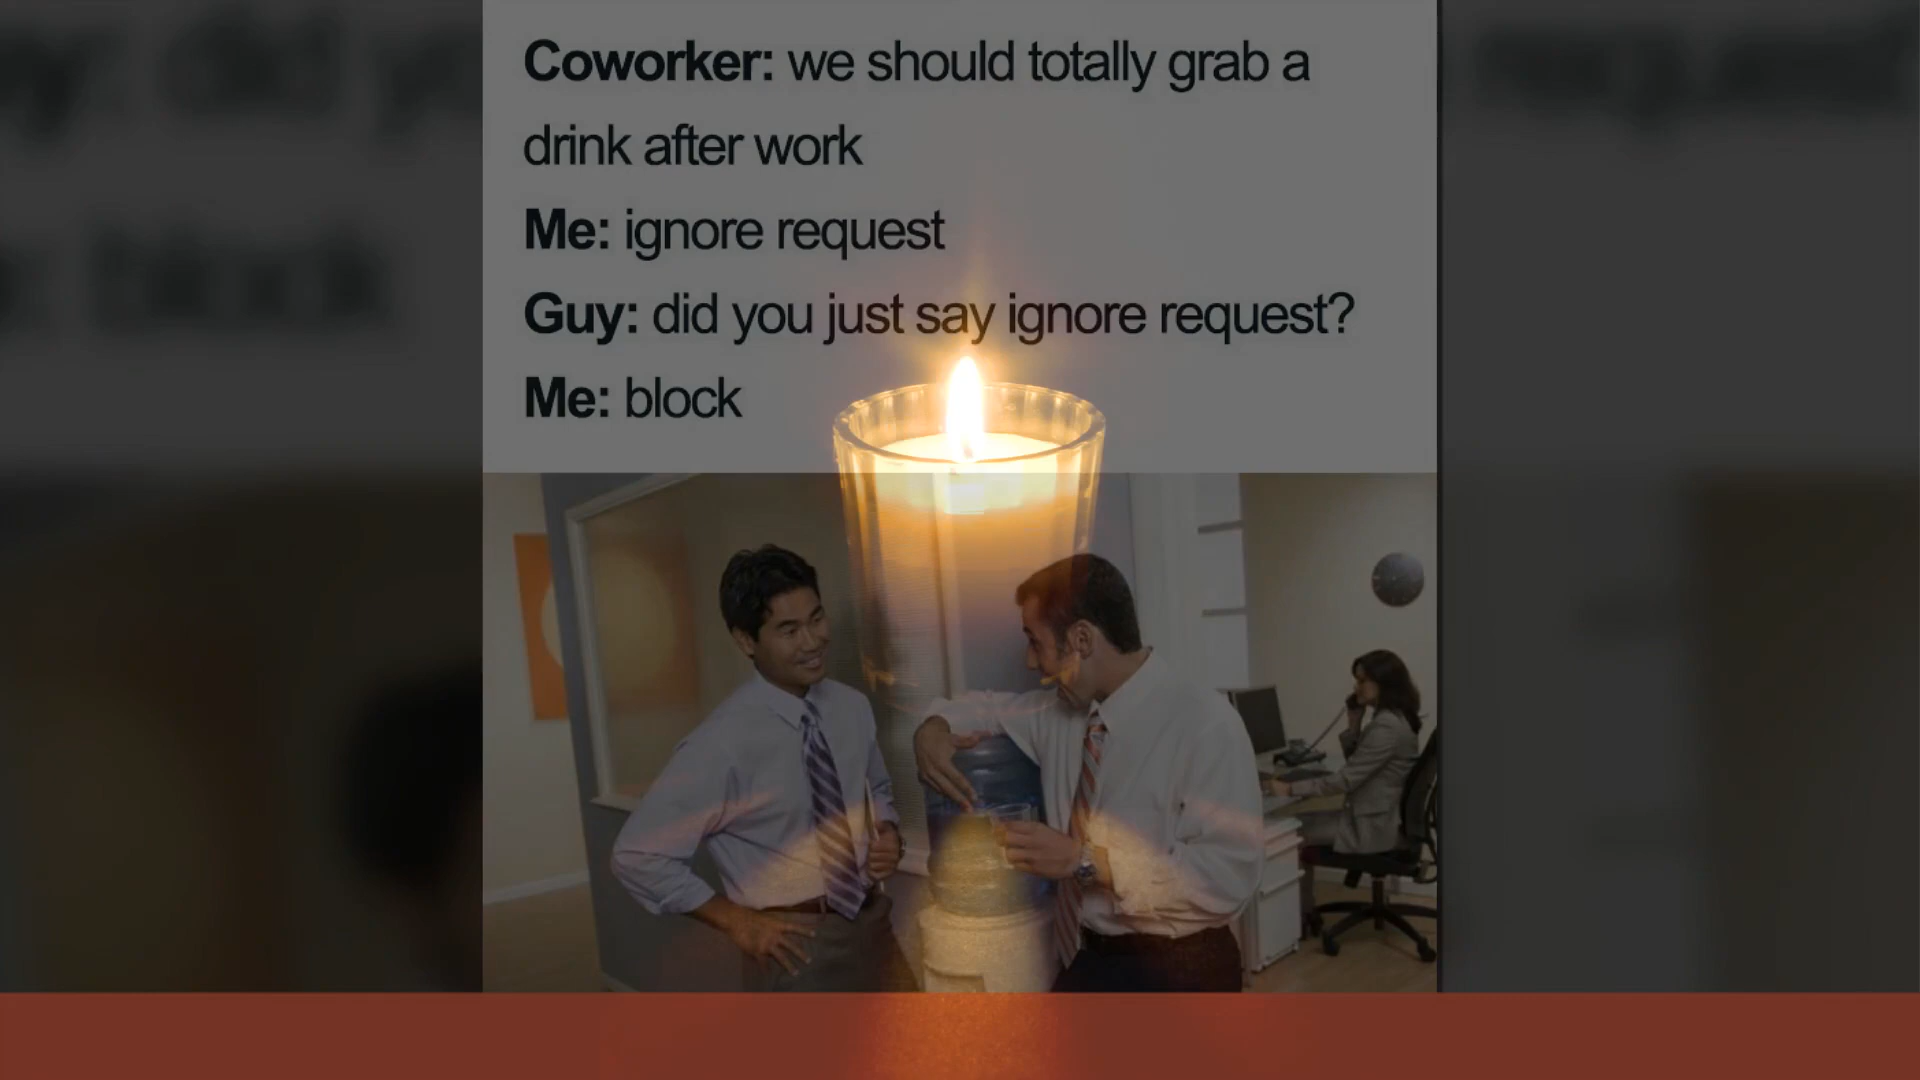 Coworker: we should totally grab a
drink after work
Me: ignore request
Guy: did you just say ignore request?
Me: block